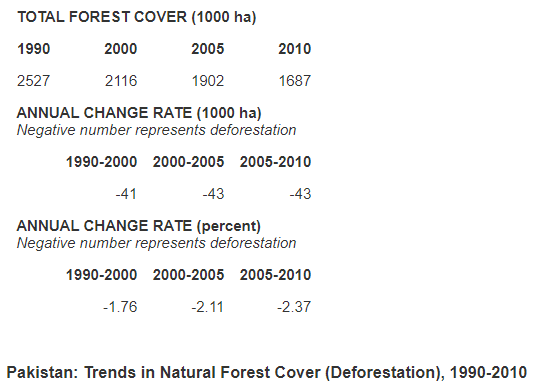 TOTAL FOREST COVER (1000 ha)
1990 2000 2005 2010
2527 2116 1902 1687
ANNUAL CHANGE RATE (1000 ha)
Negative number represents deforestation
1990-2000 2000-2005 2005-2010
-41 -43 -43
ANNUAL CHANGE RATE (percent)
Negative number represents deforestation
1990-2000 2000-2005 2005-2010
-1.76 -2.11 -2.37
Pakistan: Trends in Natural Forest Cover (Deforestation), 1990-2010